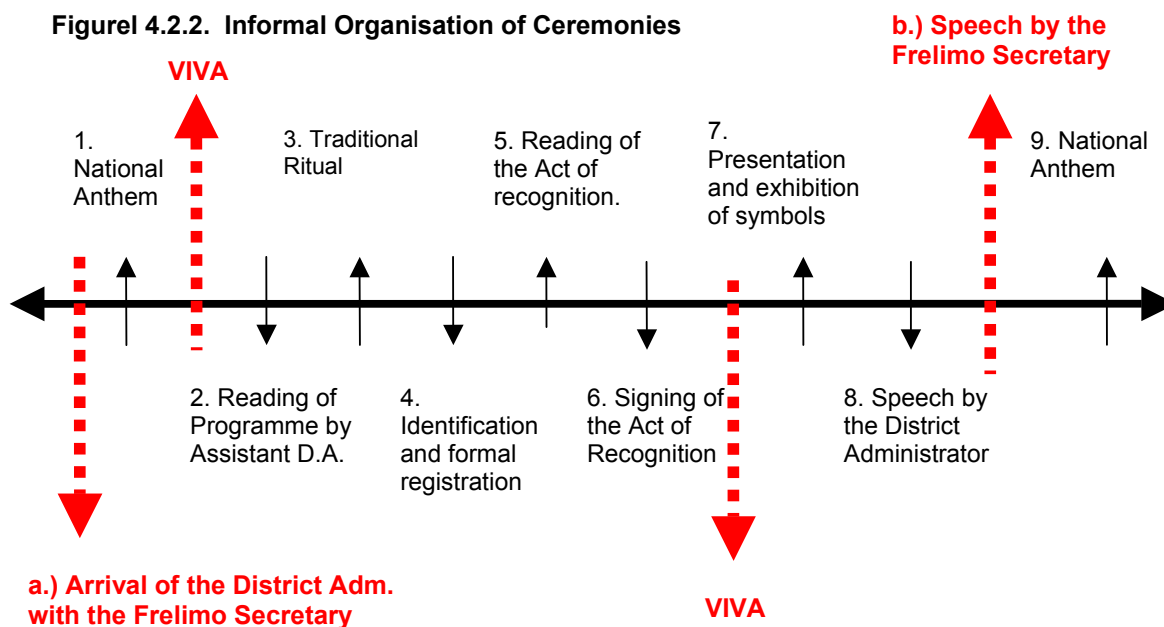 Figurel 4.2.2. Informal Organisation of Ceremonies
b.) Speech by the
Frelimo Secretary
VIVA
1.
National
Anthem
3. Traditional
Ritual
5. Reading of
the Act of
recognition.
7.
Presentation
and exhibition
of symbols
9. National
Anthem
2. Reading of
Programme by
Assistant D.A.
4.
Identification
and formal
registration
6. Signing of
the Act of
Recognition
8. Speech by
the District
Administrator
a.) Arrival of the District Adm.
with the Frelimo Secretary
VIVA